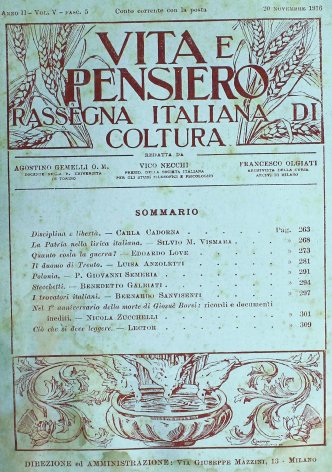 ANNO II - VOL. V - FASC. 5 Conto corrente con la posta 20 NOVEMBRE 1916
VITA E
PENSIERO
RASSEGNA ITALIANA DI
COLTURA
REDATTA DA
AGOSTINO GEMELLI O. M. VICO NECCHI FRANCESCO OLGIATI
SOMMARIO
Disciplina e libertà. - CARLA CADORNA Pag. 263
La Patria nella lirica italiana. - SILVIO M. VISMARA » 268
Quanto costa la guerra? - EDOARDO LOVE » 273
Il duomo di Trento. - LUISA ANZOLETTI » 281
Polonia. - P. GIOVANNI SEMERIA » 291
Stecchetti. - BENEDETTO GALBIATI » 294
I trovatori italiani. - BERNARDO SANVISENTI » 297
Nel 1° anniversario della morte di Giosuè Borsi: ricordi e documenti
inediti. - NICOLA ZUCCHELLI » 301
Ciò che si deve leggere. - LECTOR » 309
DIREZIONE ed AMMINISTRAZIONE: VIA GIUSEPPE MAZZINI, 13 - MILANO